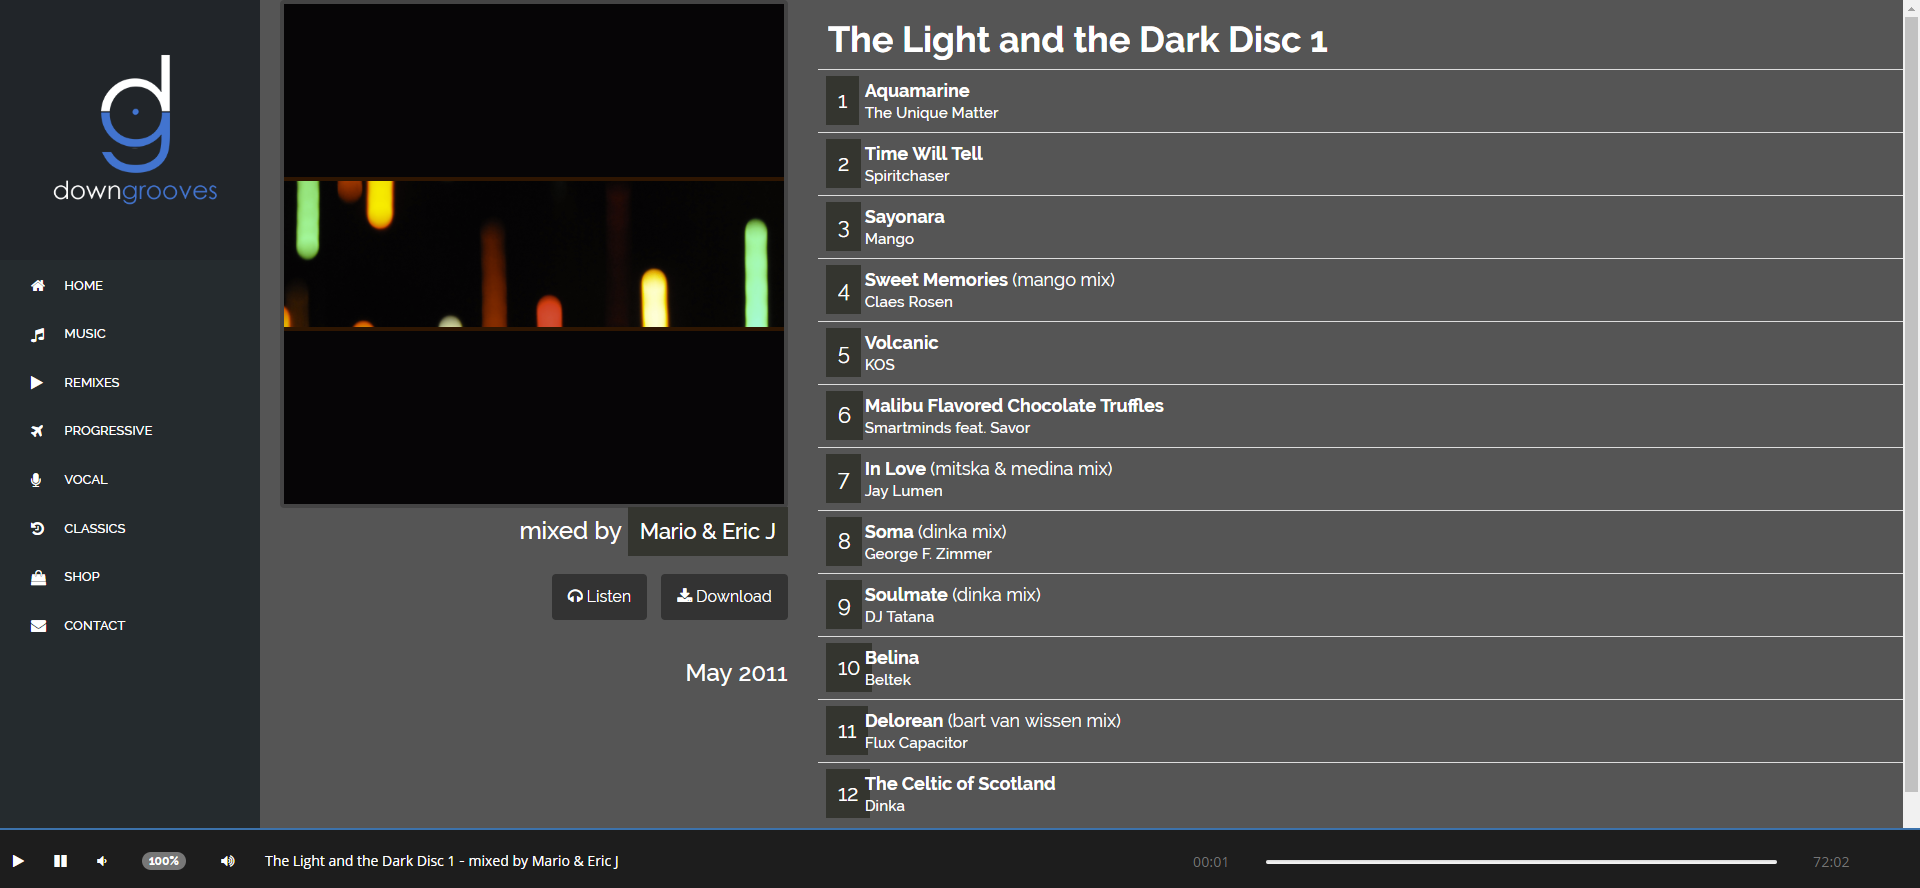 downgrooves
HOME
MUSIC
REMIXES
PROGRESSIVE
VOCAL
CLASSICS
SHOP
CONTACT
mixed by Mario & Eric J
Listen Download
May 2011
The Light and the Dark Disc 1
1 Aquamarine
The Unique Matter
2 Time Will Tell
Spiritchaser
3 Sayonara
Mango
4 Sweet Memories (mango mix)
Claes Rosen
5 Volcanic
KOS
6 Malibu Flavored Chocolate Truffles
Smartminds feat. Savor
7 In Love (mitska & medina mix)
Jay Lumen
8 Soma (dinka mix)
George F. Zimmer
9 Soulmate (dinka mix)
DJ Tatana
10 Belina
Beltek
11 Delorean (bart van wissen mix)
Flux Capacitor
12 The Celtic of Scotland
Dinka
100% The Light and the Dark Disc 1 - mixed by Mario & Eric J 00:01 72:02